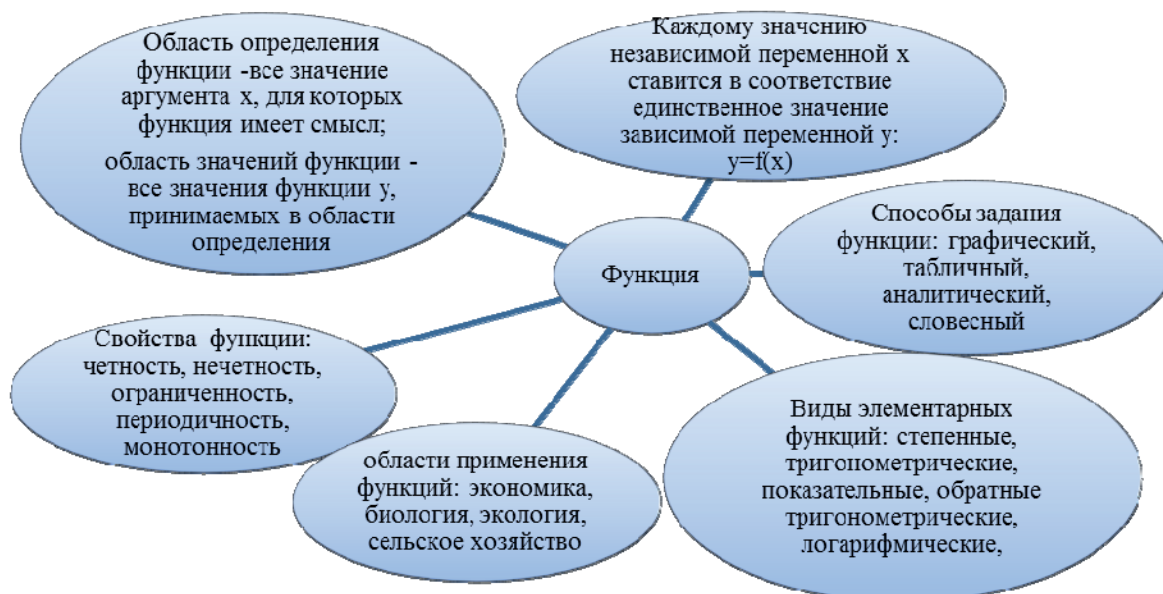 Область определения
функции -все значение
аргумента x, для которых
функция имеет смысл;
область значений функции -
все значения функции y,
принимаемых в области
определения
Каждому значению
независимой переменной x
ставится в соответствие
единственное значение
зависимой переменной y:
y=f(x)
Способы задания
функции: графический,
табличный,
аналитический,
словесный
Функция
Свойства функции:
четность, нечетность,
ограниченность,
периодичность,
монотонность
области применения
функций: экономика,
биология, экология,
сельское хозяйство
Виды элементарных
функций: степенные,
тригонометрические,
показательные, обратные
тригонометрические,
логарифмические,